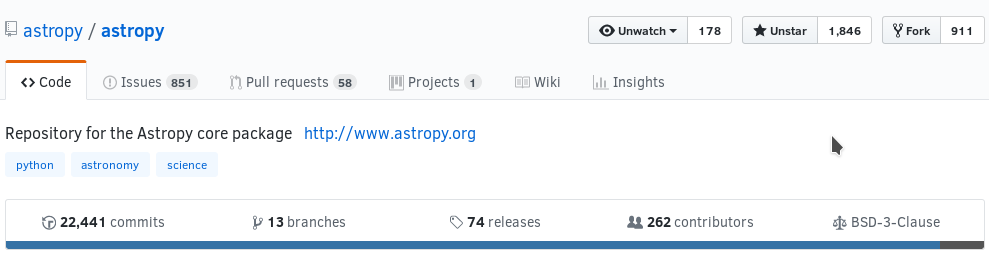 astropy / astropy Unwatch 178 Unstar 1,846 Fork 911
Code Issues 851 Pull requests 58 Projects 1 Wiki Insights
Repository for the Astropy core package http://www.astropy.org
python astronomy science
22,441 commits 13 branches 74 releases 262 contributors BSD-3-Clause